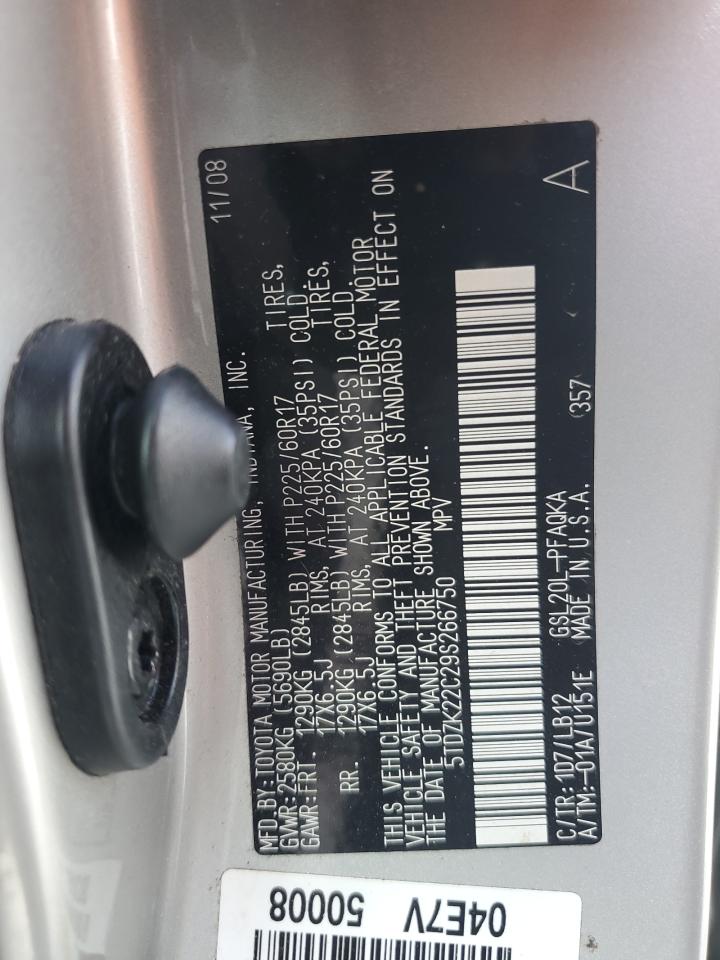 11/08
MFD.BY:TOYOTA MOTOR MANUFACTURING, INDIANA, INC.
GVWR:2580KG (5690LB)
GAWR:FRT. 1290KG (2845LB) WITH P225/60R17 TIRES,
17X6.5J RIMS, AT 240KPA (35PSI) COLD.
RR. 1290KG (2845LB) WITH P225/60R17 TIRES,
17X6.5J RIMS, AT 240KPA (35PSI) COLD.
THIS VEHICLE CONFORMS TO ALL APPLICABLE FEDERAL MOTOR
VEHICLE SAFETY AND THEFT PREVENTION STANDARDS IN EFFECT ON
THE DATE OF MANUFACTURE SHOWN ABOVE.
5TDZK22C29S266750 MPV
C/TR: 1D7/LB12 GSL20L-PFAQKA
A/TM:-01A/U151E MADE IN U.S.A. 357 A
04E7V 50008